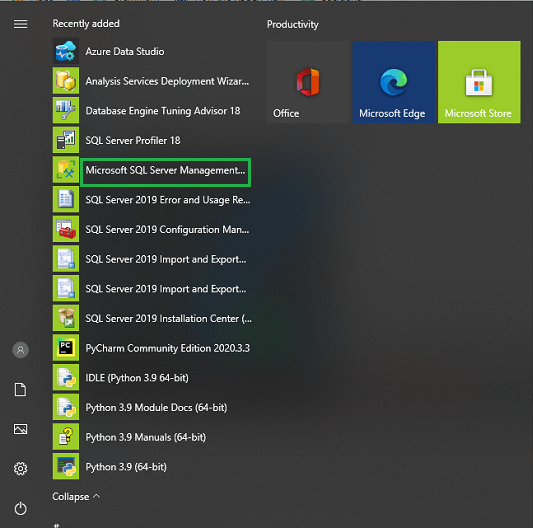 Recently added
Productivity
Azure Data Studio
Analysis Services Deployment Wizar...
Database Engine Tuning Advisor 18
SQL Server Profiler 18
Microsoft SQL Server Management...
SQL Server 2019 Error and Usage Re...
SQL Server 2019 Configuration Man...
SQL Server 2019 Import and Export...
SQL Server 2019 Import and Export...
SQL Server 2019 Installation Center (...
PyCharm Community Edition 2020.3.3
IDLE (Python 3.9 64-bit)
Python 3.9 Module Docs (64-bit)
Python 3.9 Manuals (64-bit)
Python 3.9 (64-bit)
Collapse
Office
Microsoft Edge
Microsoft Store
PC